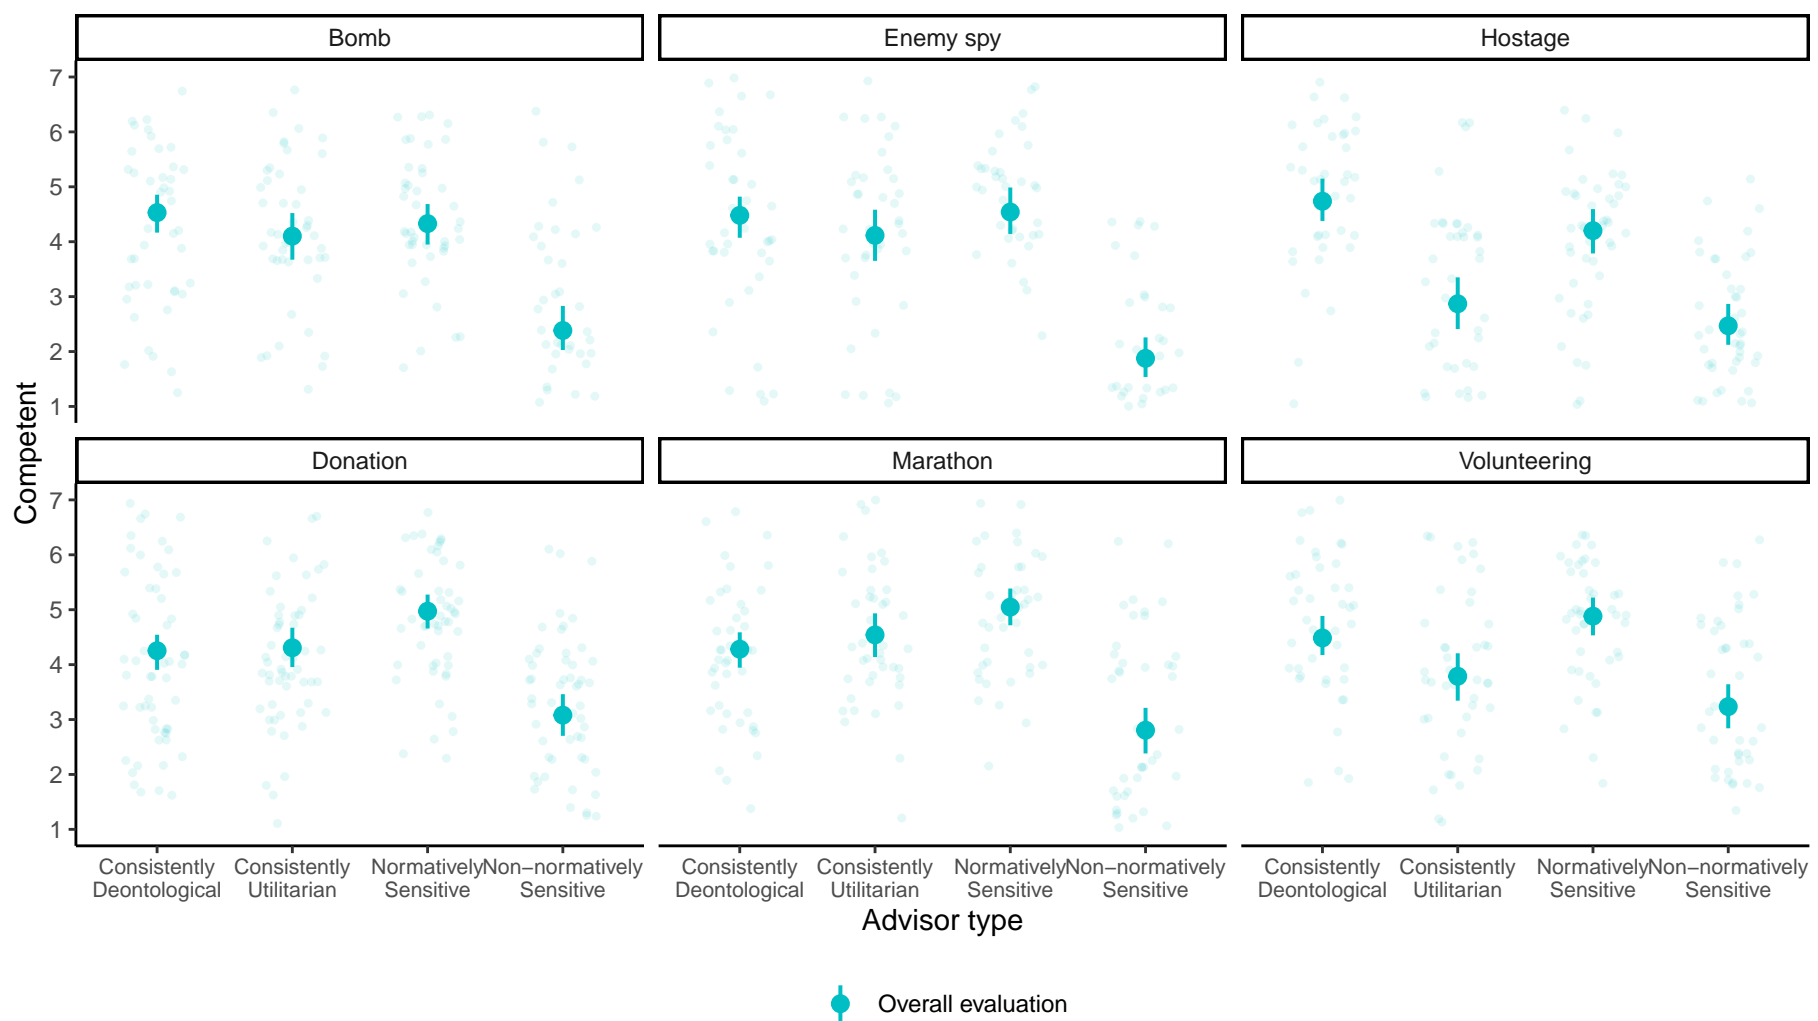 Bomb
Enemy spy
Hostage
7
6
5
4
3
2
1
Competent
Donation
Marathon
Volunteering
7
6
5
4
3
2
1
Consistently Consistently Normatively Non−normatively
Deontological Utilitarian Sensitive Sensitive
Consistently Consistently Normatively Non−normatively
Deontological Utilitarian Sensitive Sensitive
Consistently Consistently Normatively Non−normatively
Deontological Utilitarian Sensitive Sensitive
Advisor type
Overall evaluation